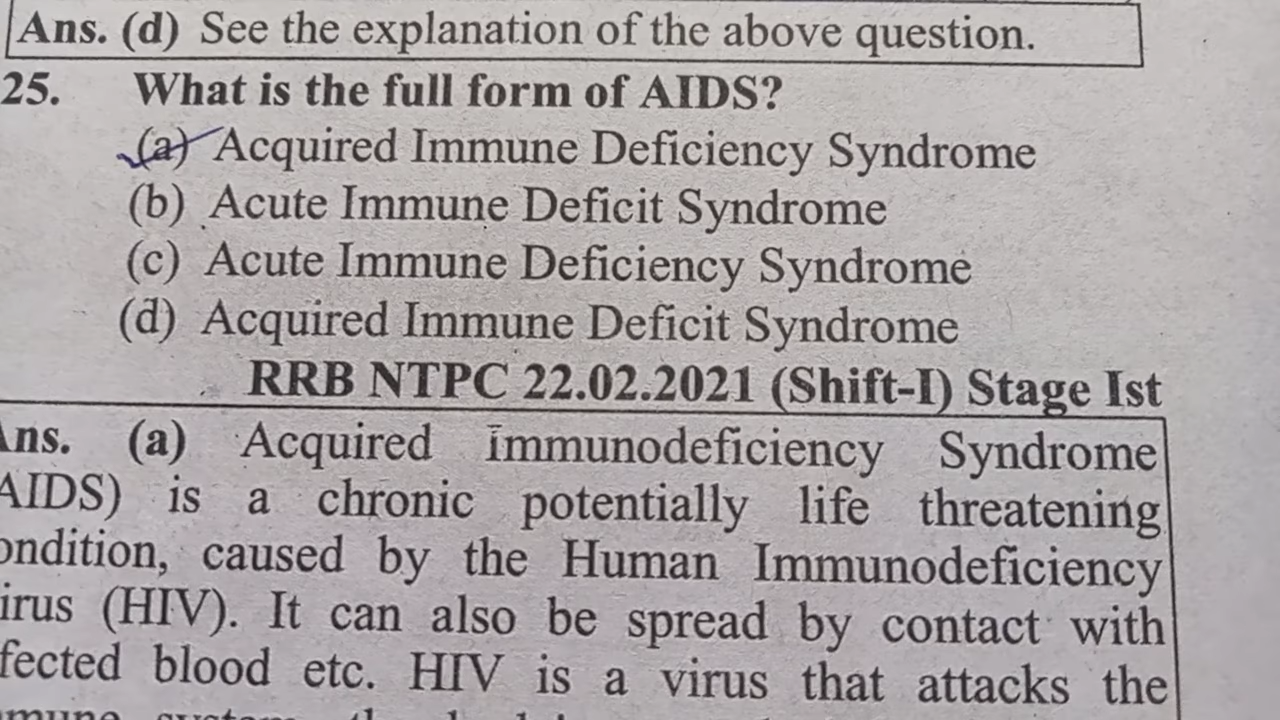 Ans. (d) See the explanation of the above question.
25. What is the full form of AIDS?
(a) Acquired Immune Deficiency Syndrome
(b) Acute Immune Deficit Syndrome
(c) Acute Immune Deficiency Syndrome
(d) Acquired Immune Deficit Syndrome
RRB NTPC 22.02.2021 (Shift-I) Stage Ist
Ans. (a) Acquired Immunodeficiency Syndrome
AIDS) is a chronic potentially life threatening
ondition, caused by the Human Immunodeficiency
irus (HIV). It can also be spread by contact with
fected blood etc. HIV is a virus that attacks the